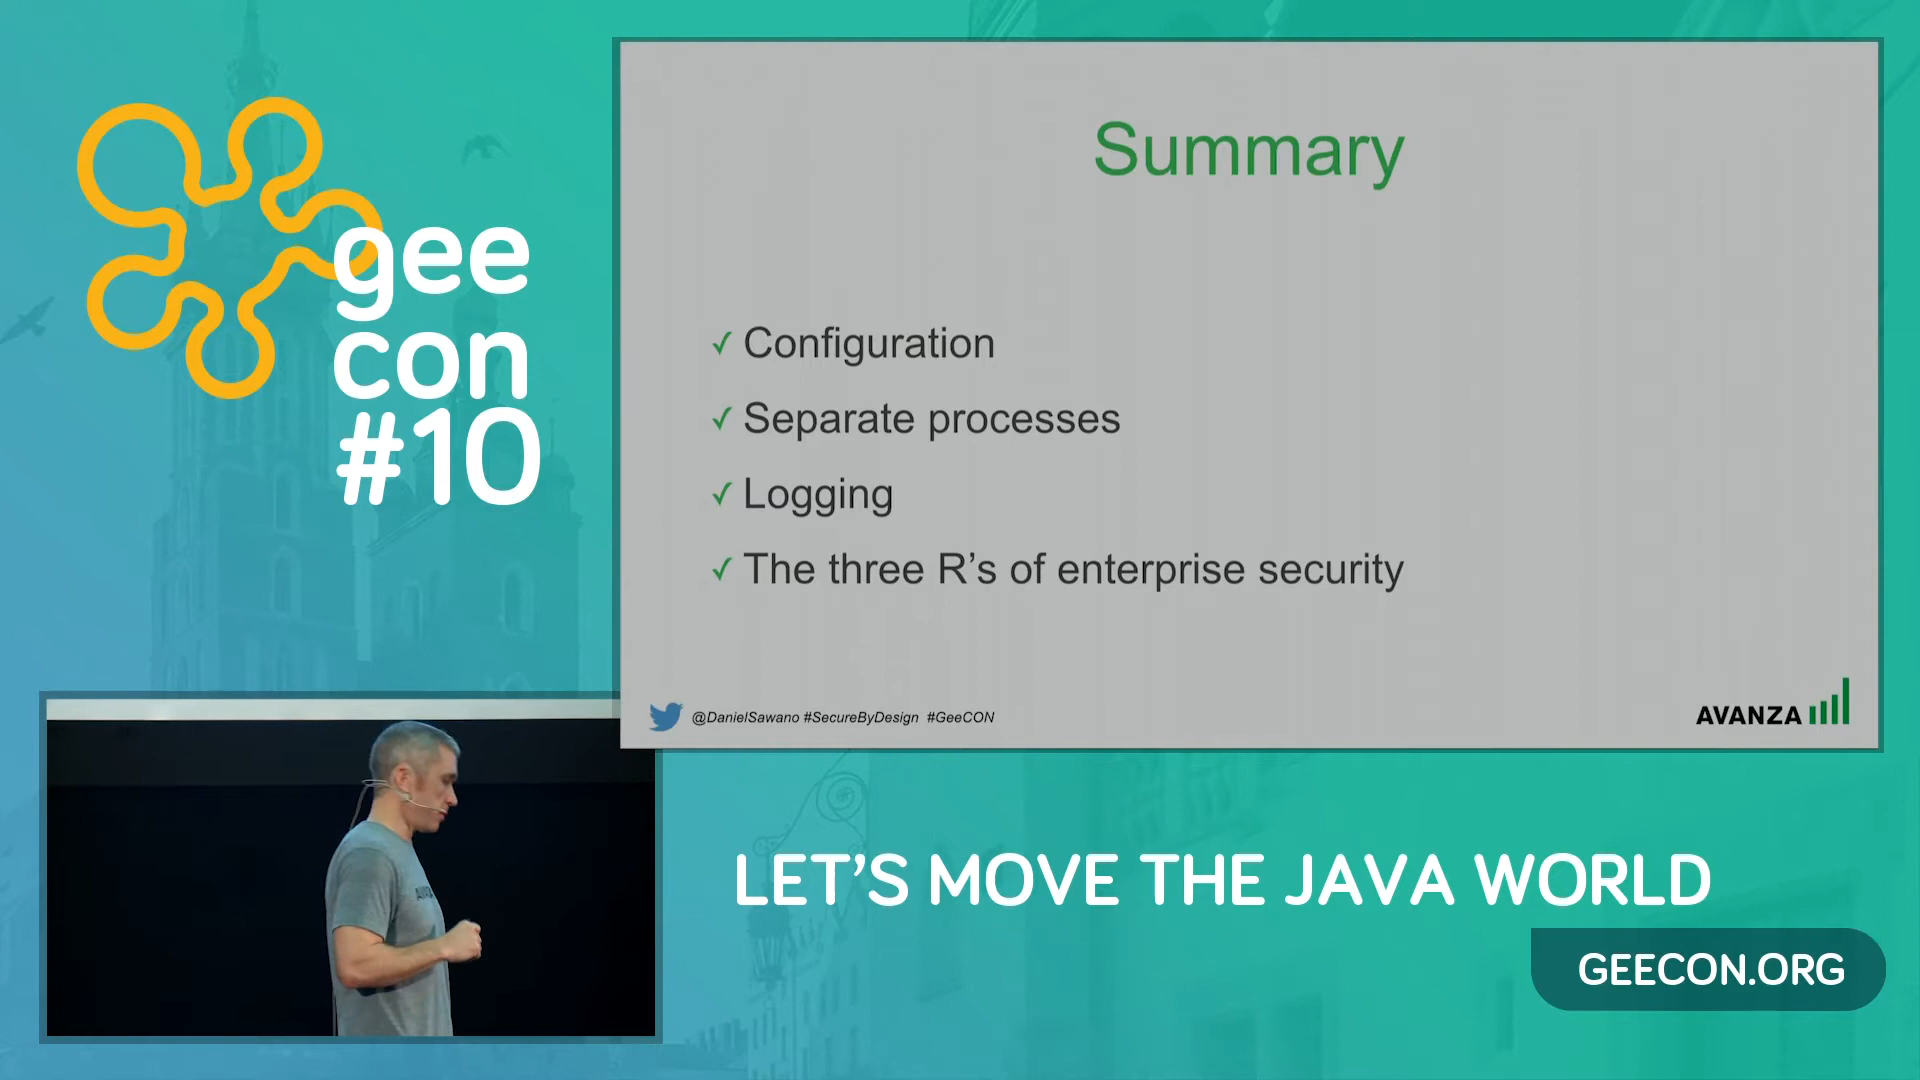 gee
con
#10
Summary
✓ Configuration
✓ Separate processes
✓ Logging
✓ The three R’s of enterprise security
@DanielSawano #SecureByDesign #GeeCON
AVANZA
LET’S MOVE THE JAVA WORLD
GEECON.ORG